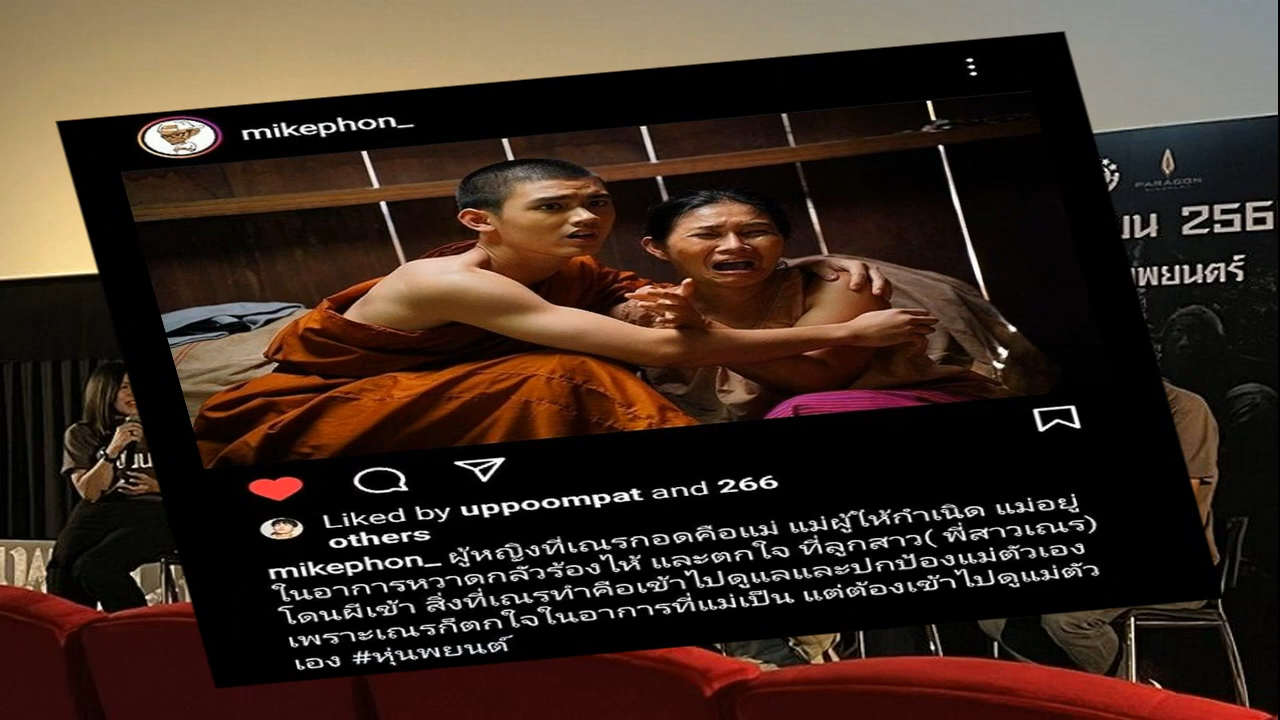 mikephon_
Liked by uppoompat and 266
others
mikephon_ ผู้หญิงที่เณรกอดคือแม่ แม่ผู้ให้กำเนิด แม่อยู่
ในอาการหวาดกลัวร้องไห้ และตกใจ ที่ลูกสาว( พี่สาวเณร)
โดนผีเข้า สิ่งที่เณรทำคือเข้าไปดูแลและปกป้องแม่ตัวเอง
เพราะเณรก็ตกใจในอาการที่แม่เป็น แต่ต้องเข้าไปดูแม่ตัว
เอง #หุ่นพยนต์
PARAGON
256